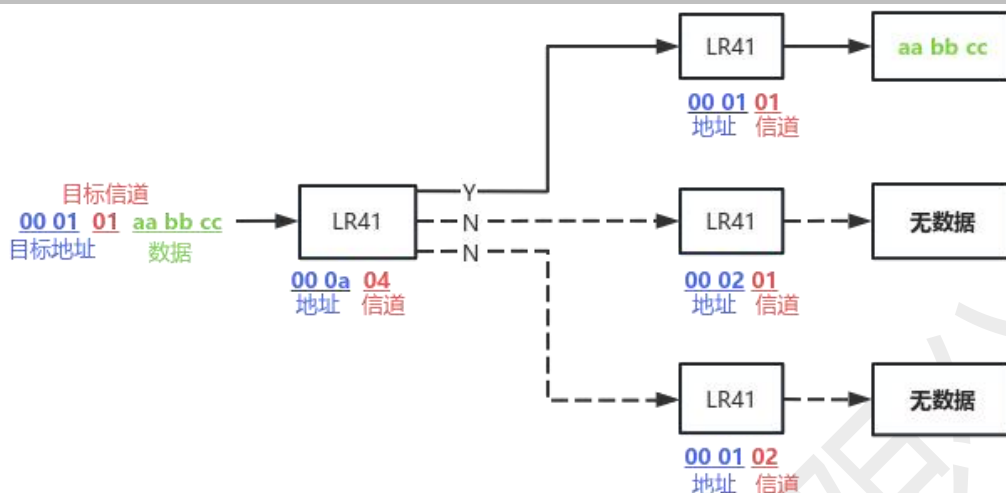 目标信道
00 01 01 aa bb cc
目标地址 数据
LR41
00 0a 04
地址 信道
Y
N
N
LR41
aa bb cc
00 01 01
地址 信道
LR41
无数据
00 02 01
地址 信道
LR41
无数据
00 01 02
地址 信道